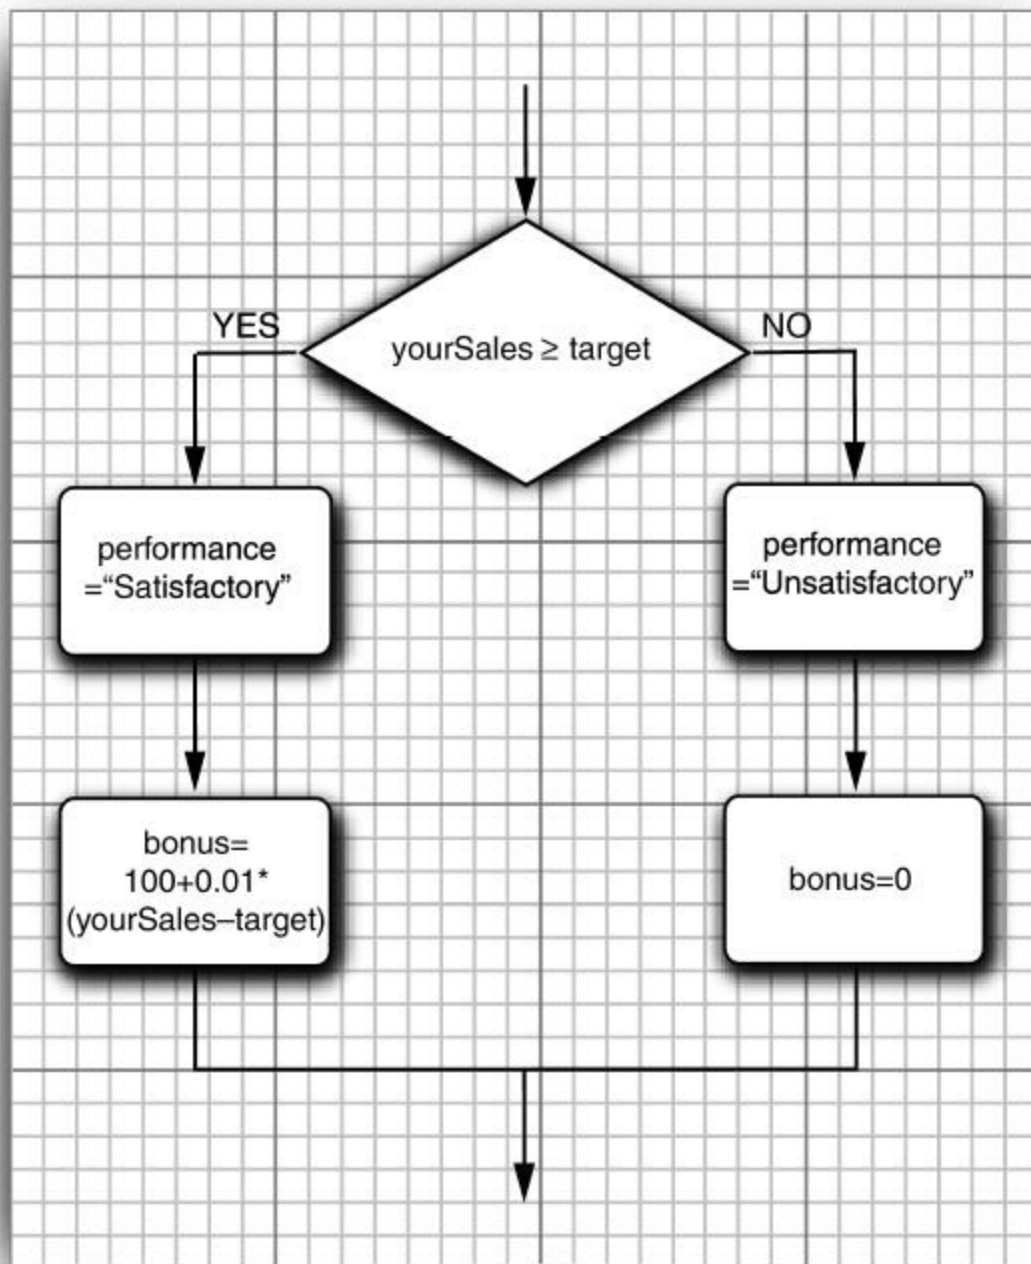 yourSales ≥ target
YES
NO
performance
=“Satisfactory”
performance
=“Unsatisfactory”
bonus=
100+0.01*
(yourSales–target)
bonus=0